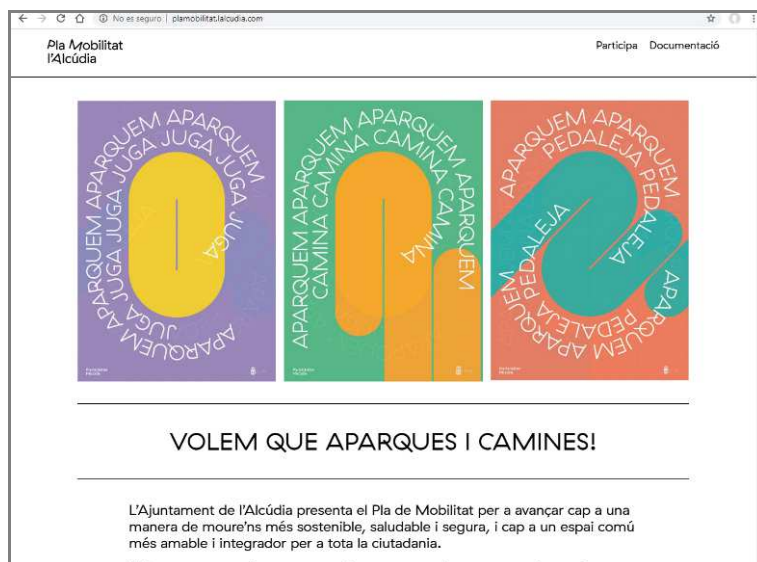 No es seguro | plamobilitat.lalcudia.com
Pla Mobilitat
l'Alcúdia
Participa Documentació
APARQUEM APARQUEM APARQUEM APARQUEM
JUGA JUGA JUGA JUGA JUGA JUGA JUGA
APARQUEM APARQUEM APARQUEM
CAMINA CAMINA CAMINA CAMINA
APARQUEM APARQUEM APARQUEM APARQUEM
PEDALEJA PEDALEJA PEDALEJA PEDALEJA
VOLEM QUE APARQUES I CAMINES!
L'Ajuntament de l'Alcúdia presenta el Pla de Mobilitat per a avançar cap a una
manera de moure'ns més sostenible, saludable i segura, i cap a un espai comú
més amable i integrador per a tota la ciutadania.